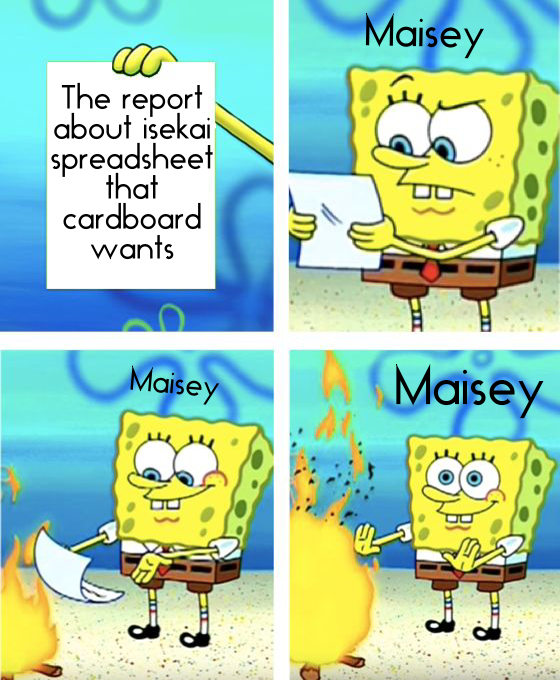 The report
about isekai
spreadsheet
that
cardboard
wants
Maisey
Maisey
Maisey